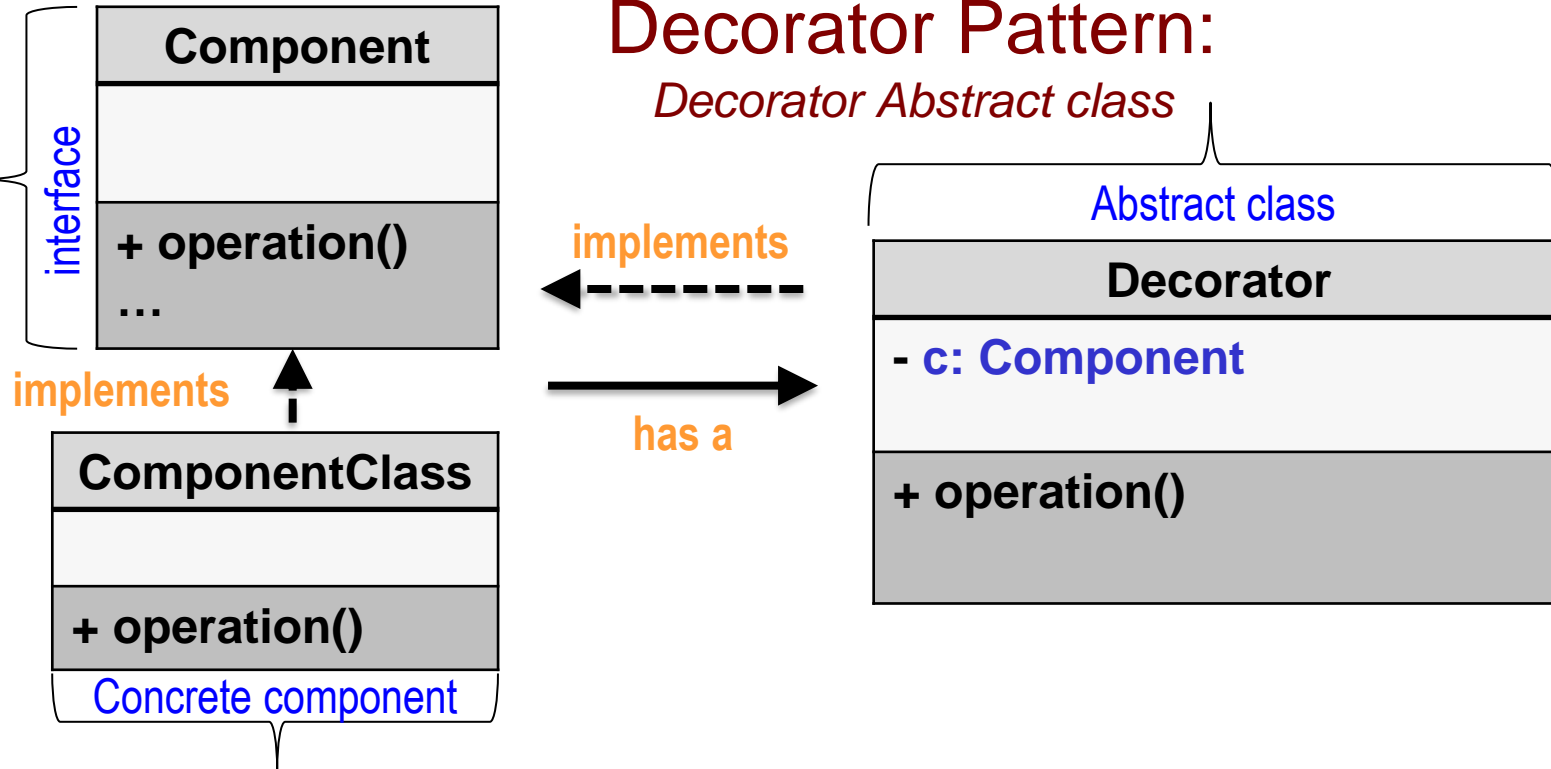 Decorator Pattern:
Decorator Abstract class
Component
interface
+ operation()
…
implements
Abstract class
Decorator
- c: Component
+ operation()
has a
implements
ComponentClass
+ operation()
Concrete component